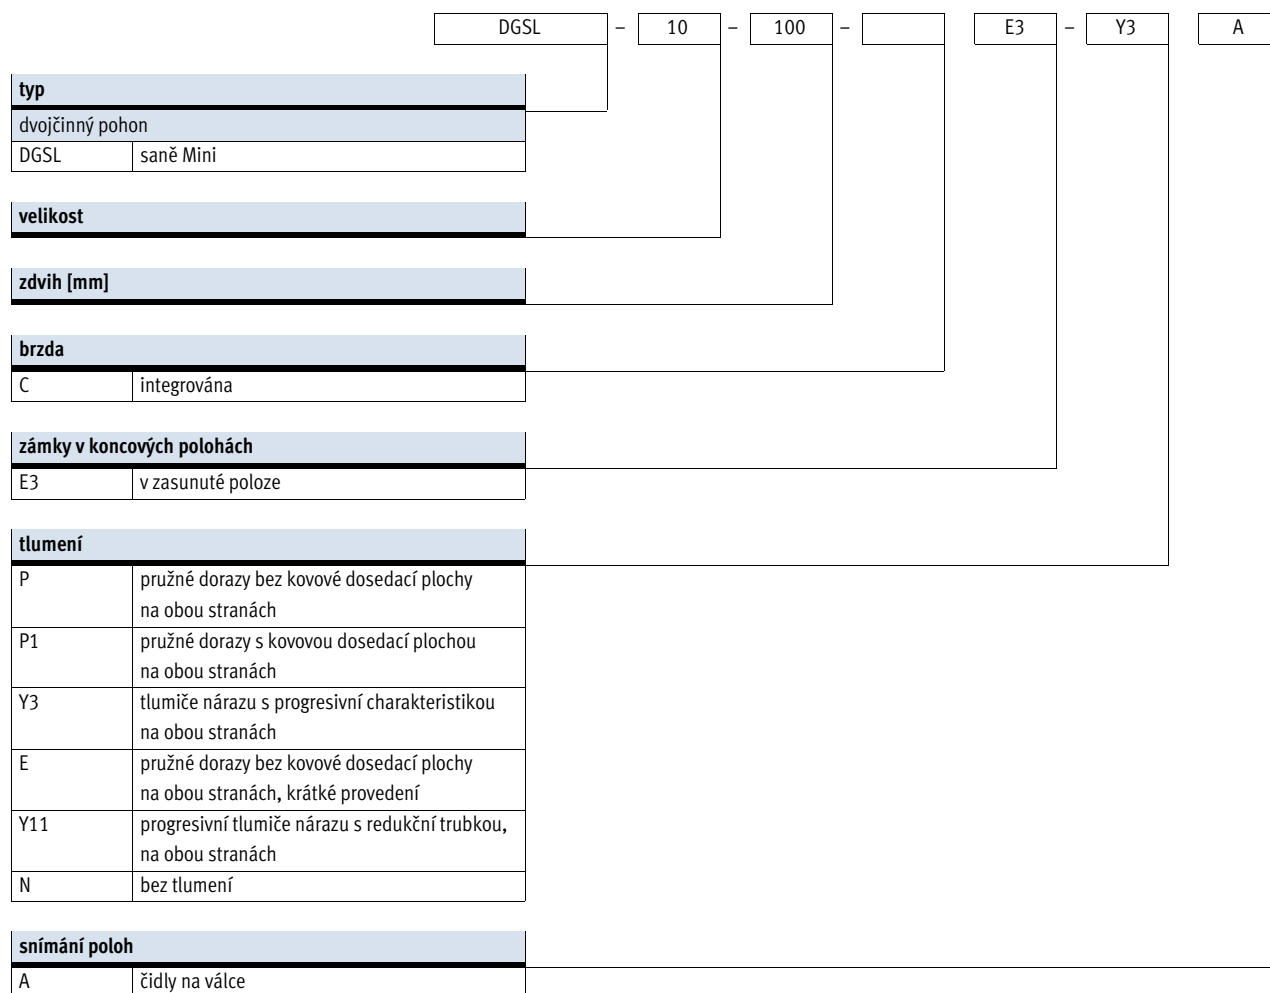 DGSL – 10 – 100 – E3 – Y3 A
typ
dvojčinný pohon
DGSL saně Mini
velikost
zdvih [mm]
brzda
C integrována
zámky v koncových polohách
E3 v zasunuté poloze
tlumení
P pružné dorazy bez kovové dosedací plochy
na obou stranách
P1 pružné dorazy s kovovou dosedací plochou
na obou stranách
Y3 tlumiče nárazu s progresivní charakteristikou
na obou stranách
E pružné dorazy bez kovové dosedací plochy
na obou stranách, krátké provedení
Y11 progresivní tlumiče nárazu s redukční trubkou,
na obou stranách
N bez tlumení
snímání poloh
A čidly na válce